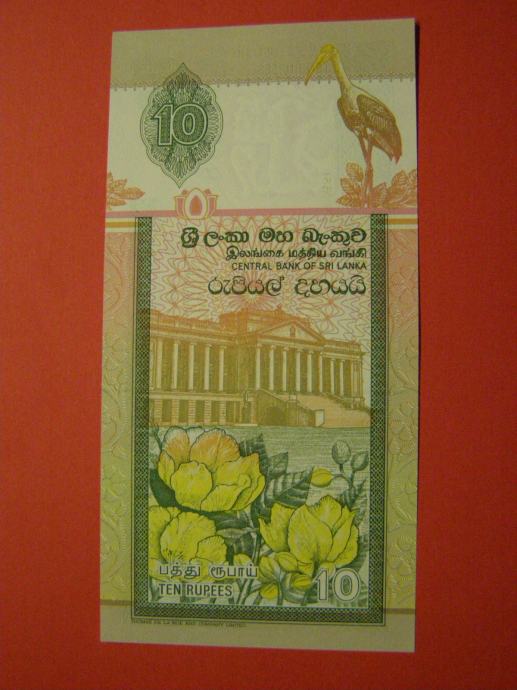 10
ශ්‍රී ලංකා මහ බැංකුව
இலங்கை மத்திய வங்கி
CENTRAL BANK OF SRI LANKA
රුපියල් දහයයි
பத்து ரூபாய்
TEN RUPEES
10
THOMAS DE LA RUE AND COMPANY LIMITED